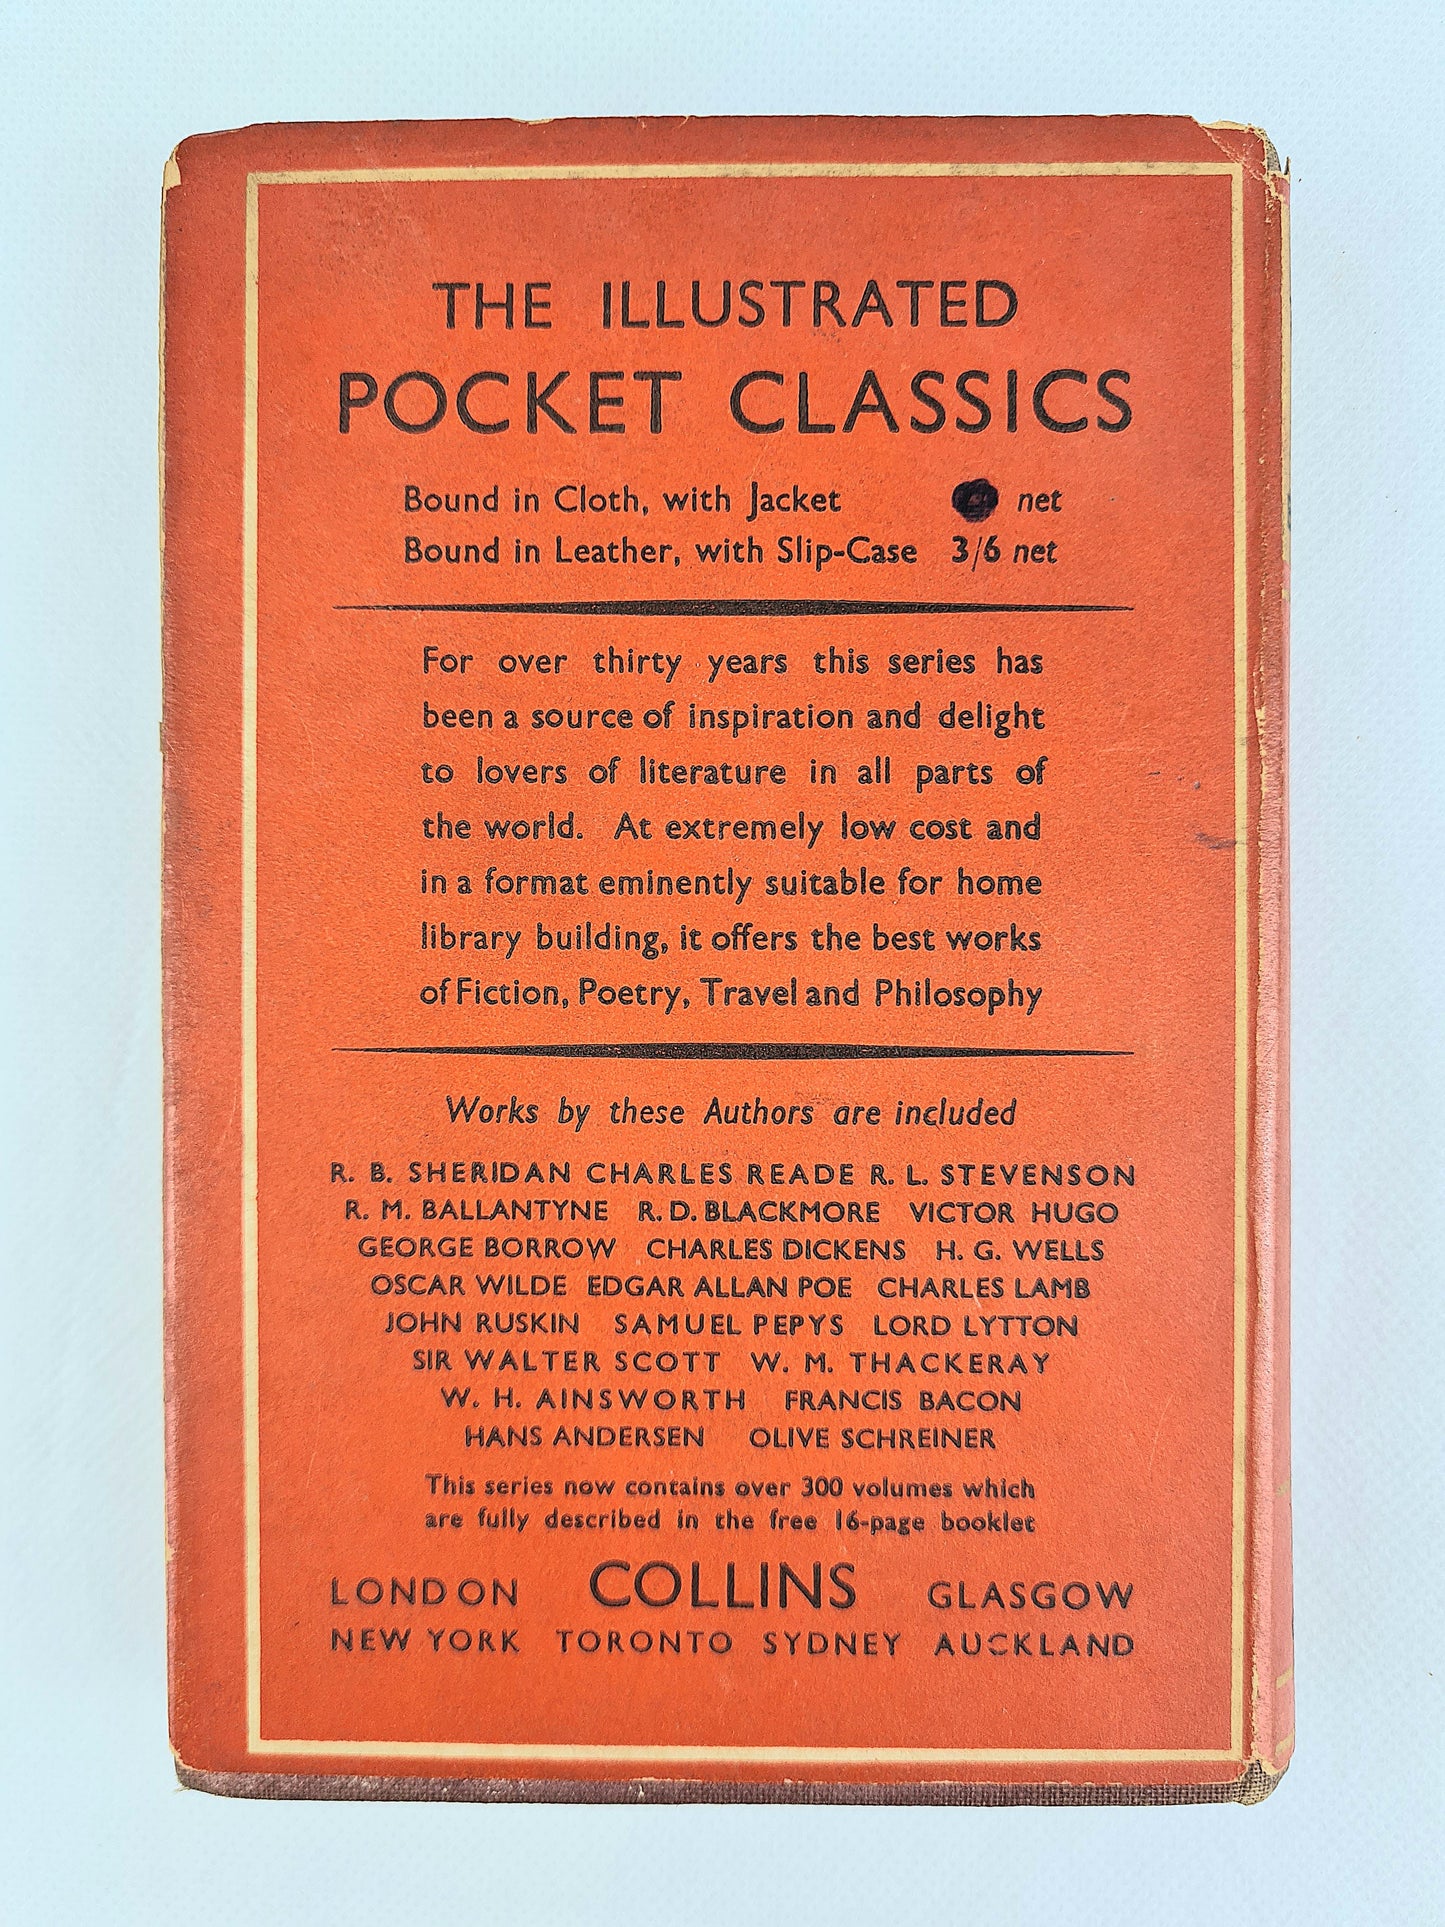 THE ILLUSTRATED
POCKET CLASSICS
Bound in Cloth, with Jacket net
Bound in Leather, with Slip-Case 3/6 net
For over thirty years this series has
been a source of inspiration and delight
to lovers of literature in all parts of
the world. At extremely low cost and
in a format eminently suitable for home
library building, it offers the best works
of Fiction, Poetry, Travel and Philosophy
Works by these Authors are included
R. B. SHERIDAN CHARLES READE R. L. STEVENSON
R. M. BALLANTYNE R. D. BLACKMORE VICTOR HUGO
GEORGE BORROW CHARLES DICKENS H. G. WELLS
OSCAR WILDE EDGAR ALLAN POE CHARLES LAMB
JOHN RUSKIN SAMUEL PEPYS LORD LYTTON
SIR WALTER SCOTT W. M. THACKERAY
W. H. AINSWORTH FRANCIS BACON
HANS ANDERSEN OLIVE SCHREINER
This series now contains over 300 volumes which
are fully described in the free 16-page booklet
LONDON COLLINS GLASGOW
NEW YORK TORONTO SYDNEY AUCKLAND